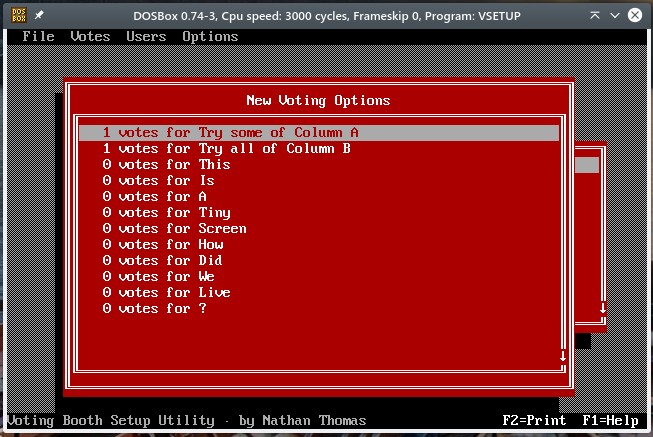 DOS BOX
DOSBox 0.74-3, Cpu speed: 3000 cycles, Frameskip 0, Program: VSETUP
File Votes Users Options
New Voting Options
1 votes for Try some of Column A
1 votes for Try all of Column B
0 votes for This
0 votes for Is
0 votes for A
0 votes for Tiny
0 votes for Screen
0 votes for How
0 votes for Did
0 votes for We
0 votes for Live
0 votes for ?
Voting Booth Setup Utility - by Nathan Thomas F2=Print F1=Help